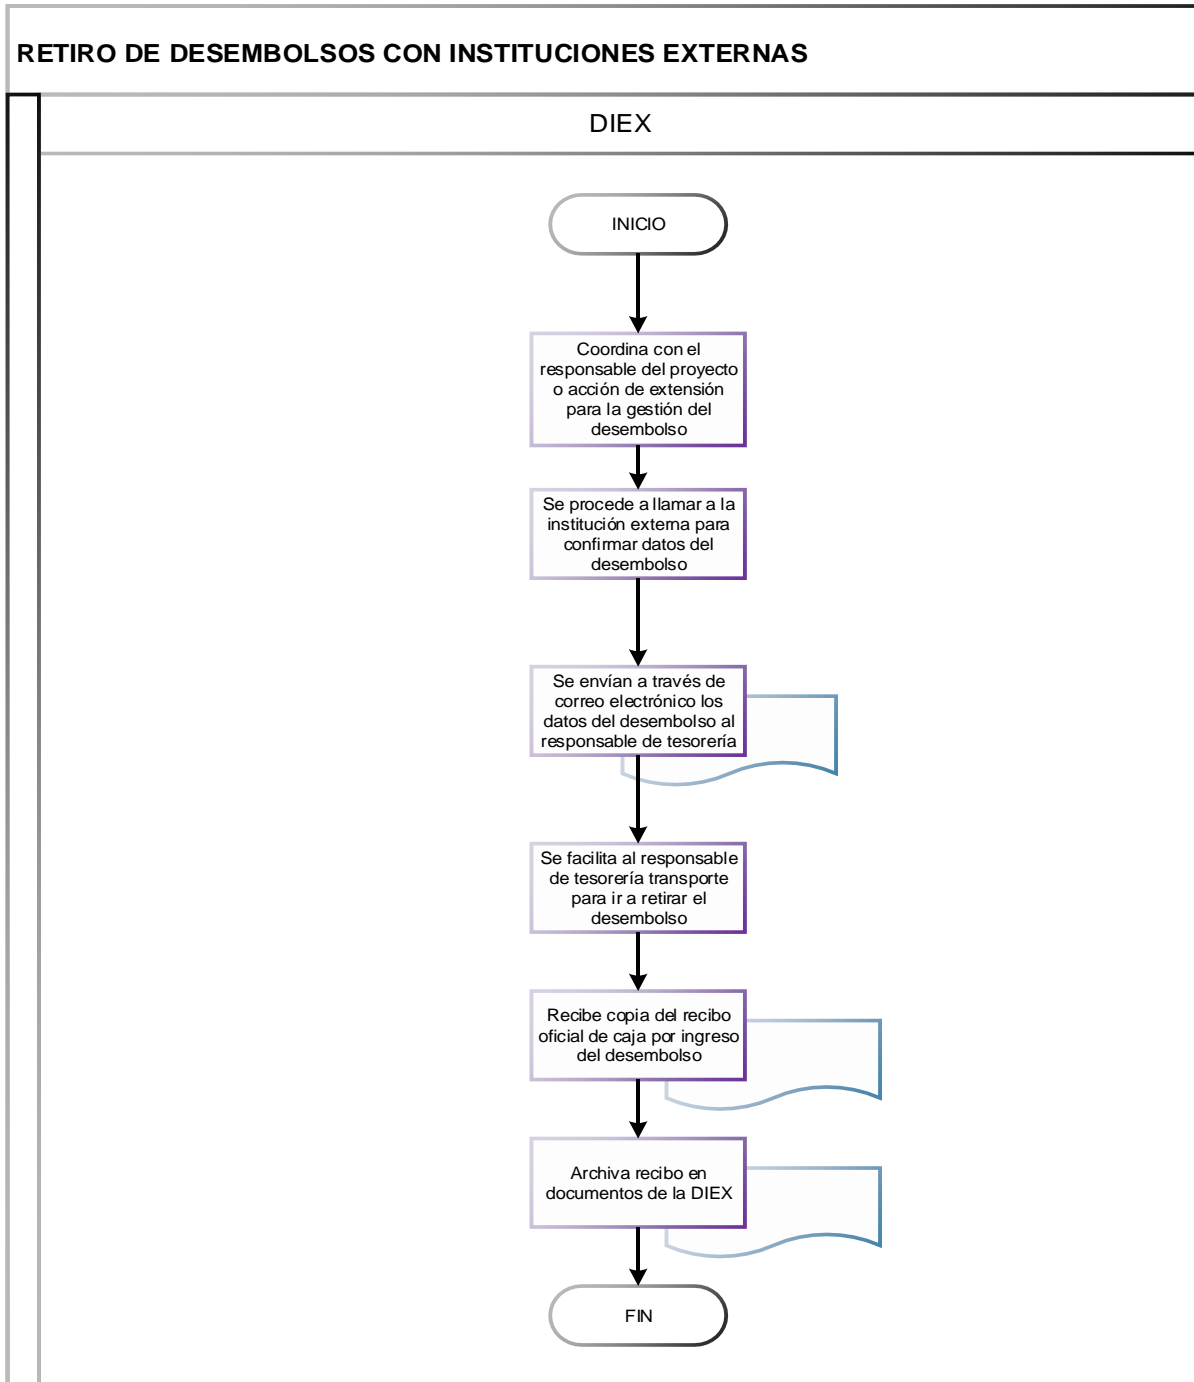 RETIRO DE DESEMBOLSOS CON INSTITUCIONES EXTERNAS
DIEX
INICIO
Coordina con el
responsable del proyecto
o acción de extensión
para la gestión del
desembolso
Se procede a llamar a la
institución externa para
confirmar datos del
desembolso
Se envían a través de
correo electrónico los
datos del desembolso al
responsable de tesorería
Se facilita al responsable
de tesorería transporte
para ir a retirar el
desembolso
Recibe copia del recibo
oficial de caja por ingreso
del desembolso
Archiva recibo en
documentos de la DIEX
FIN